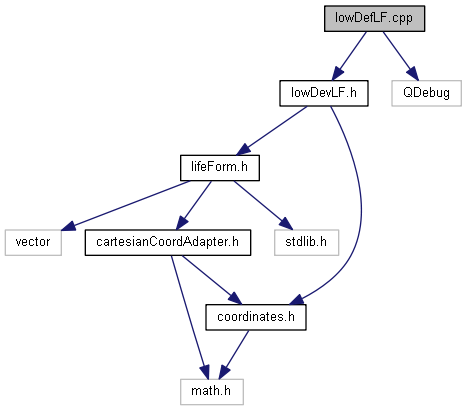 lowDefLF.cpp
lowDevLF.h
QDebug
lifeForm.h
vector
cartesianCoordAdapter.h
stdlib.h
coordinates.h
math.h